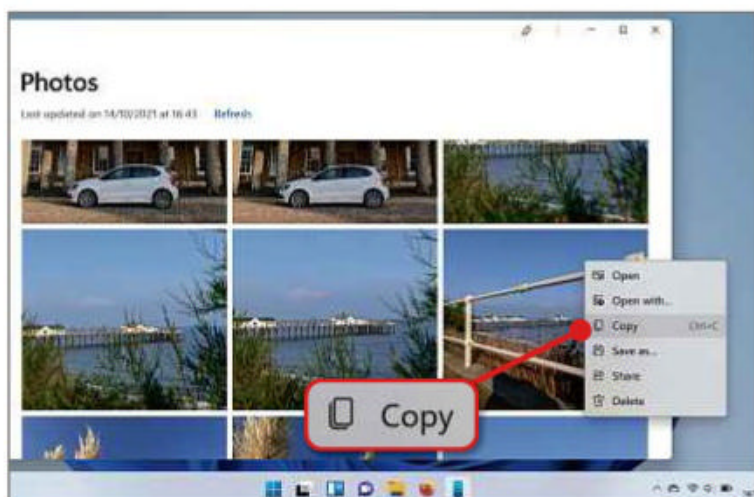 Photos
Last updated on 14/10/2021 at 16:43 Refresh
Open
Open with...
Copy Ctrl+C
Save as...
Share
Delete
Copy